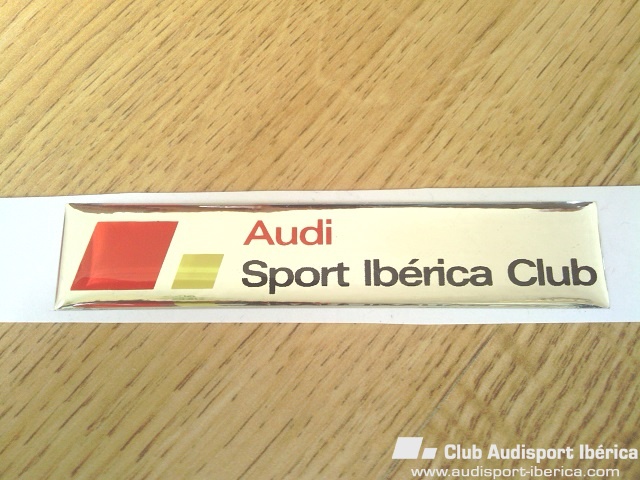 Audi
Sport Ibérica Club
Club Audisport Ibérica
www.audisport-iberica.com